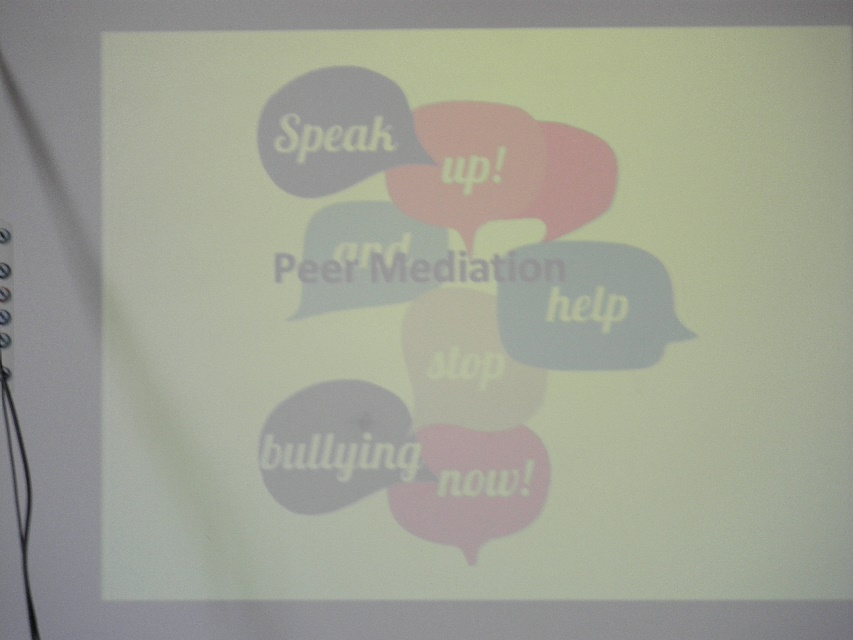 Speak
up!
and
Peer Mediation
help
stop
bullying
now!